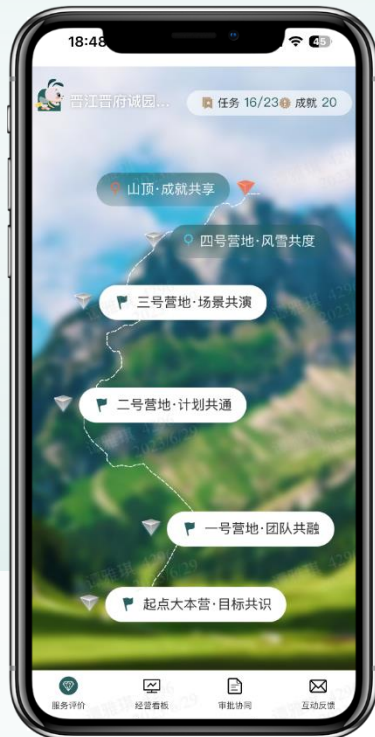 18:48
45
晋江晋府诚园...
任务 16/23 成就 20
山顶·成就共享
四号营地·风雪共度
三号营地·场景共演
二号营地·计划共通
一号营地·团队共融
起点大本营·目标共识
服务评价 经营看板 审批协同 互动反馈